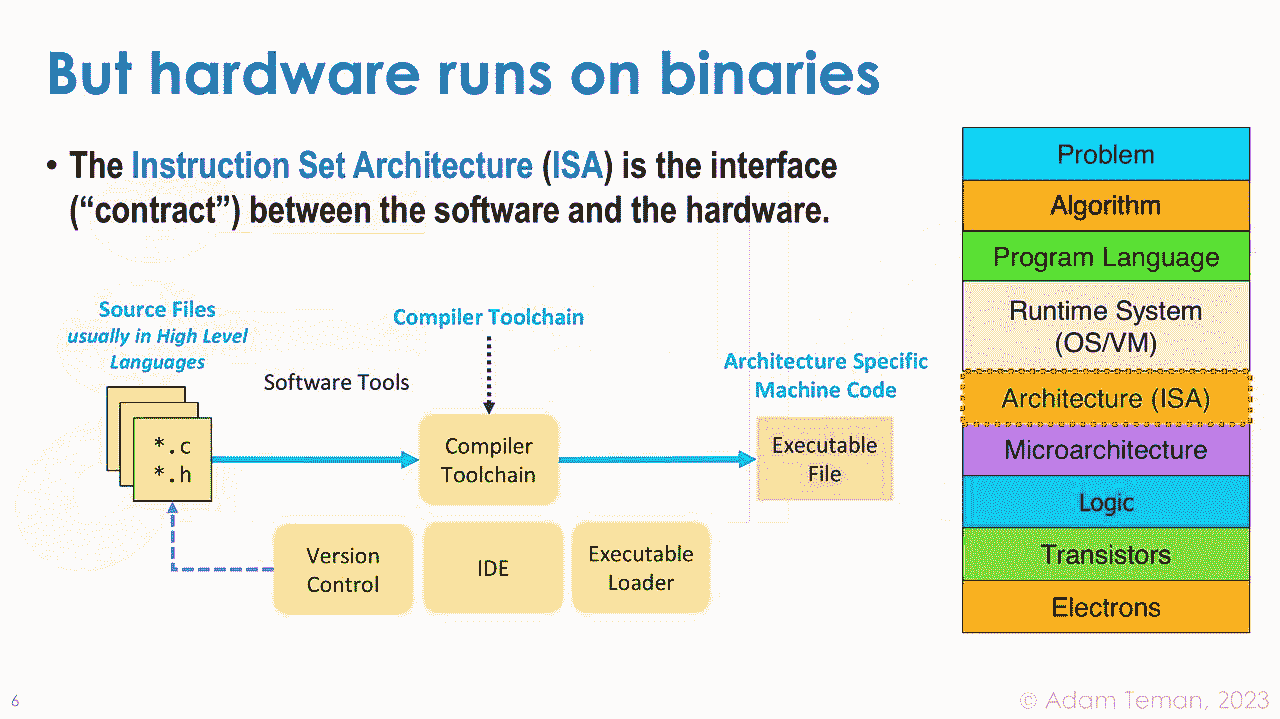 But hardware runs on binaries
• The Instruction Set Architecture (ISA) is the interface
(“contract”) between the software and the hardware.
Source Files
usually in High Level
Languages
Software Tools
Compiler Toolchain
Architecture Specific
Machine Code
*.c
*.h
Compiler
Toolchain
Executable
File
Version
Control
IDE
Executable
Loader
Problem
Algorithm
Program Language
Runtime System
(OS/VM)
Architecture (ISA)
Microarchitecture
Logic
Transistors
Electrons
6
© Adam Teman, 2023